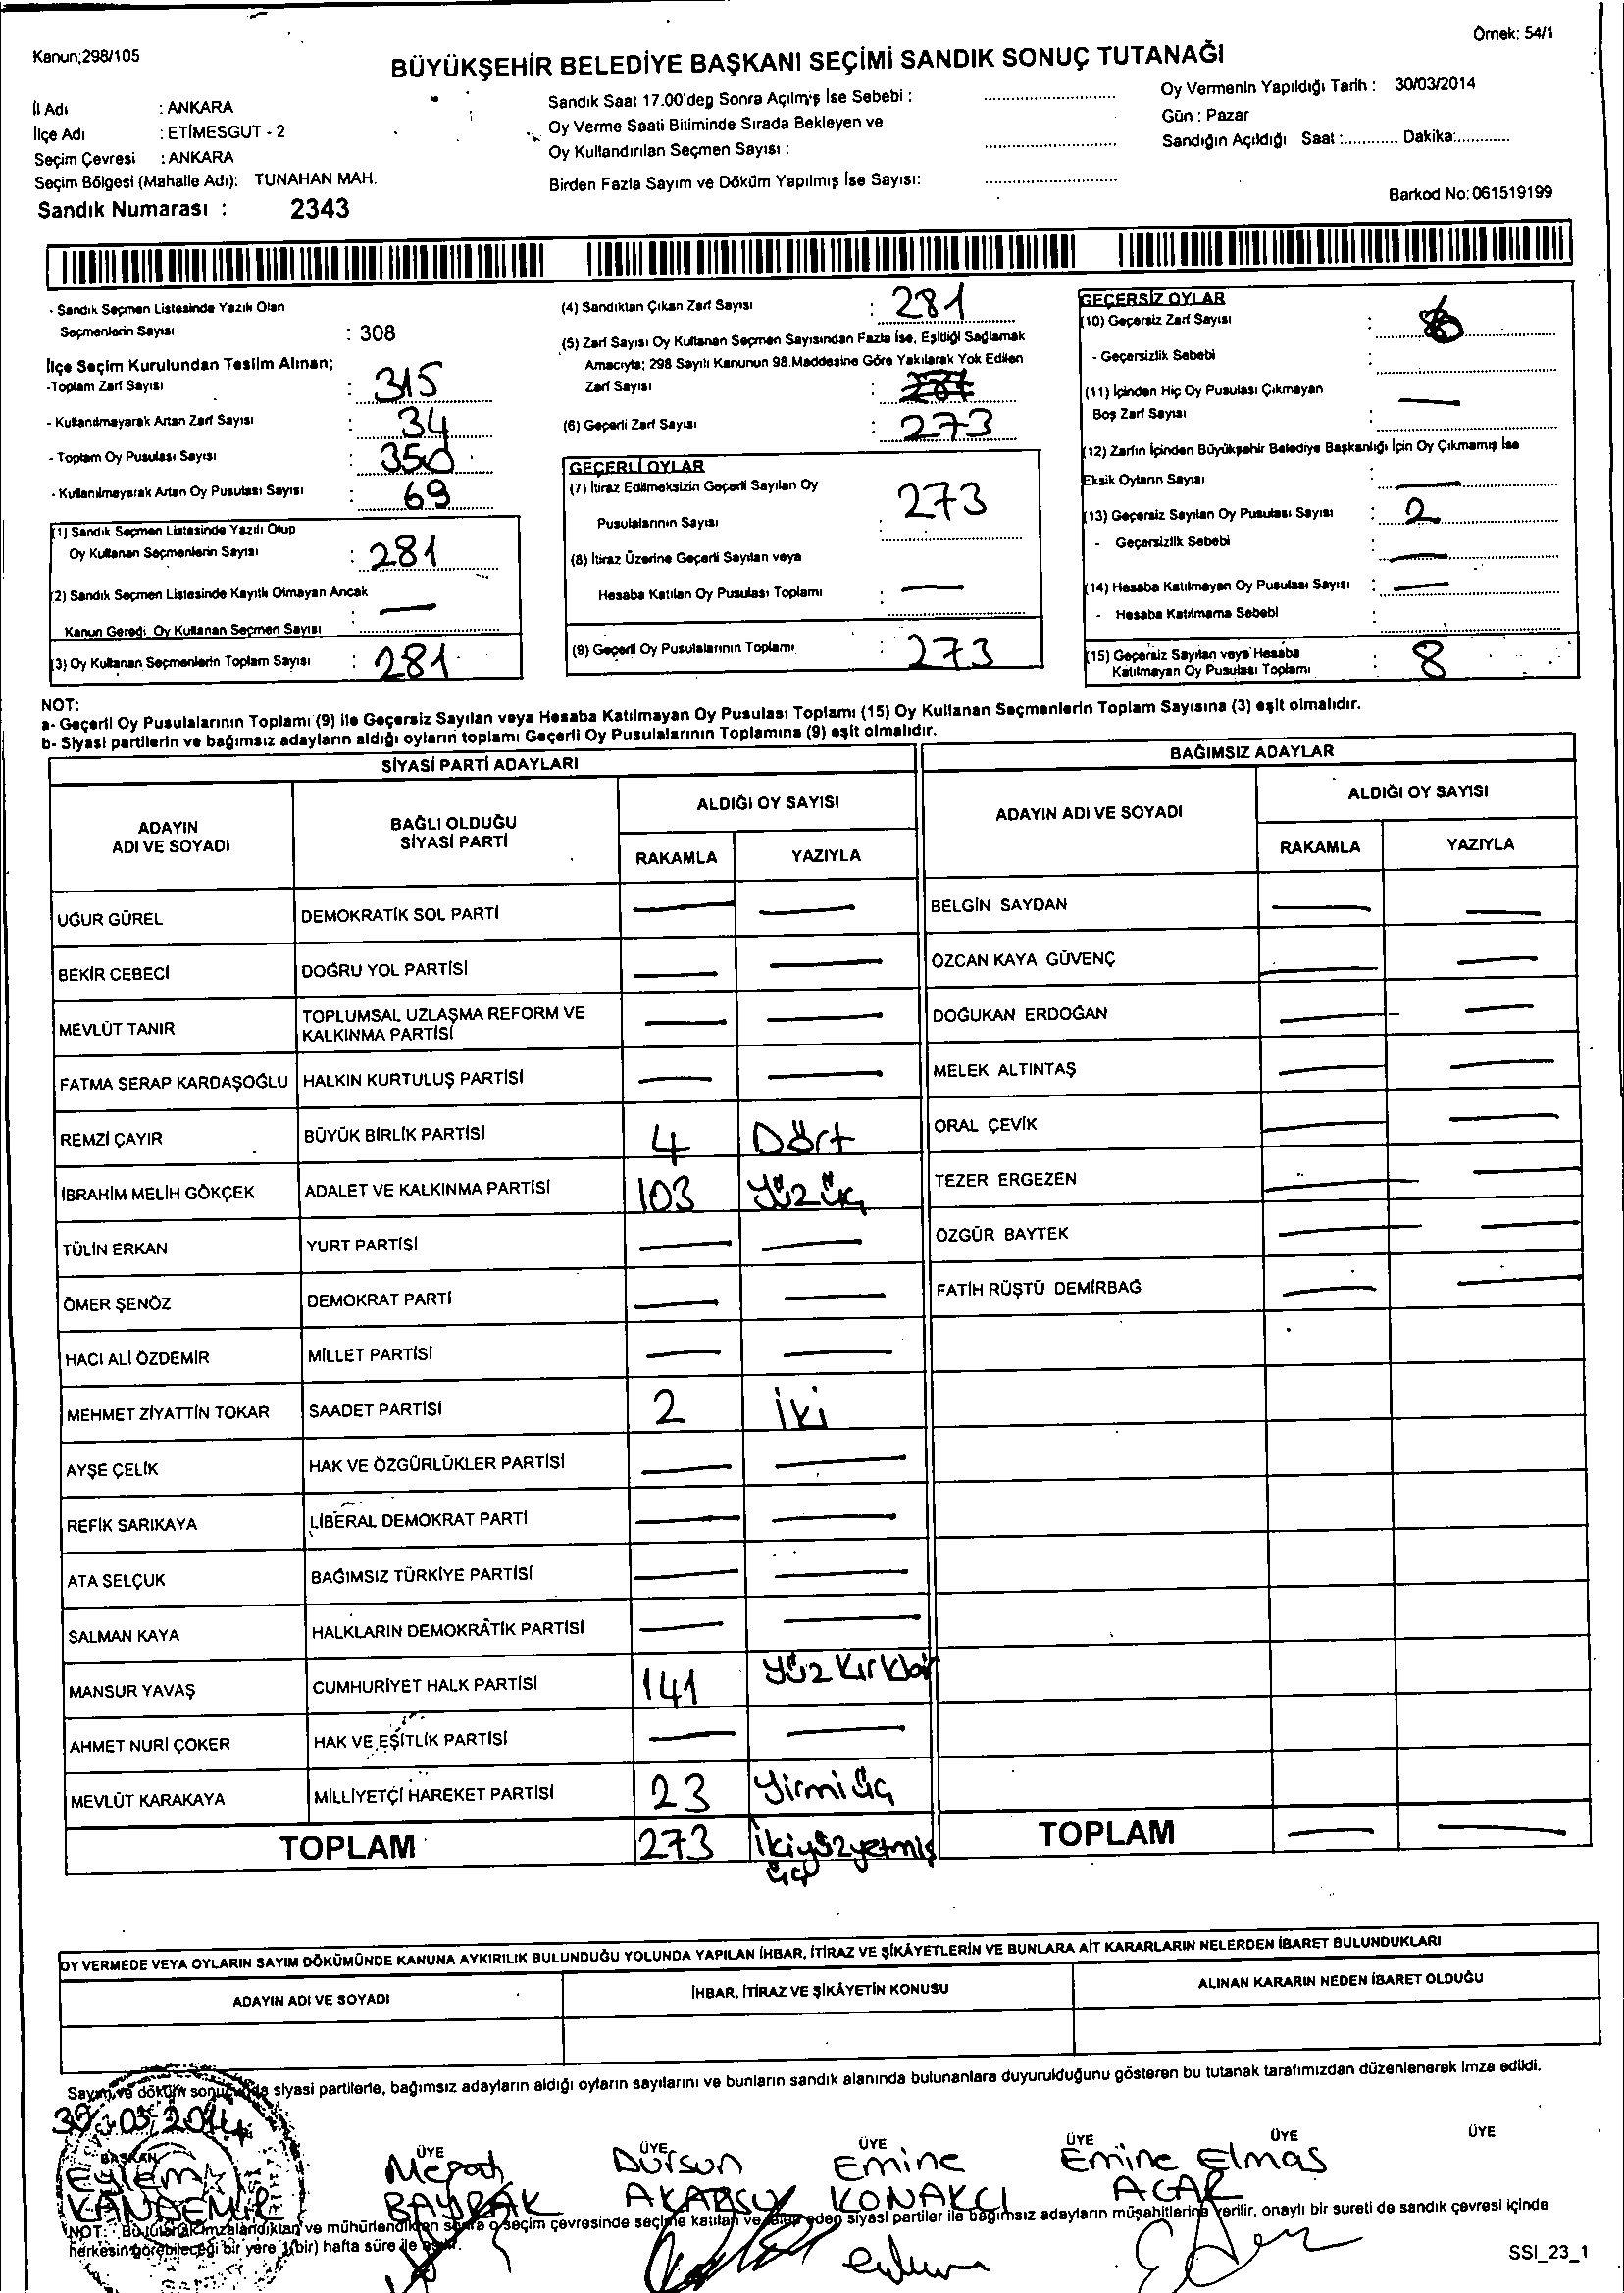 Örnek: 54/1
Kanun;298/105
BÜYÜKŞEHİR BELEDİYE BAŞKANI SEÇİMİ SANDIK SONUÇ TUTANAĞI
İl Adı : ANKARA
İlçe Adı : ETİMESGUT - 2
Seçim Çevresi : ANKARA
Seçim Bölgesi (Mahalle Adı): TUNAHAN MAH.
Sandık Numarası : 2343
Sandık Saat 17.00'den Sonra Açılmış İse Sebebi : ....................
Oy Verme Saati Bitiminde Sırada Bekleyen ve
Oy Kullandırılan Seçmen Sayısı : ....................
Birden Fazla Sayım ve Döküm Yapılmış İse Sayısı: ....................
Oy Vermenin Yapıldığı Tarih : 30/03/2014
Gün : Pazar
Sandığın Açıldığı Saat :............ Dakika:............
Barkod No: 061519199
- Sandık Seçmen Listesinde Yazılı Olan
Seçmenlerin Sayısı : 308
İlçe Seçim Kurulundan Teslim Alınan;
-Toplam Zarf Sayısı : 315
- Kullanılmayarak Artan Zarf Sayısı : 34
- Toplam Oy Pusulası Sayısı : 350
- Kullanılmayarak Artan Oy Pusulası Sayısı : 69
(1) Sandık Seçmen Listesinde Yazılı Olup
Oy Kullanan Seçmenlerin Sayısı : 281
(2) Sandık Seçmen Listesinde Kayıtlı Olmayan Ancak
Kanun Gereği Oy Kullanan Seçmen Sayısı : —
(3) Oy Kullanan Seçmenlerin Toplam Sayısı : 281
(4) Sandıktan Çıkan Zarf Sayısı : 281
(5) Zarf Sayısı Oy Kullanan Seçmen Sayısından Fazla İse, Eşitliği Sağlamak
Amacıyla; 298 Sayılı Kanunun 98.Maddesine Göre Yakılarak Yok Edilen
Zarf Sayısı :
(6) Geçerli Zarf Sayısı : 273
GEÇERLİ OYLAR
(7) İtiraz Edilmeksizin Geçerli Sayılan Oy
Pusulalarının Sayısı : 273
(8) İtiraz Üzerine Geçerli Sayılan veya
Hesaba Katılan Oy Pusulası Toplamı : —
(9) Geçerli Oy Pusulalarının Toplamı : 273
GEÇERSİZ OYLAR
(10) Geçersiz Zarf Sayısı :
- Geçersizlik Sebebi :
(11) İçinden Hiç Oy Pusulası Çıkmayan
Boş Zarf Sayısı : —
(12) Zarfın İçinden Büyükşehir Belediye Başkanlığı İçin Oy Çıkmamış İse
Eksik Oyların Sayısı : —
(13) Geçersiz Sayılan Oy Pusulası Sayısı : 2
- Geçersizlik Sebebi : —
(14) Hesaba Katılmayan Oy Pusulası Sayısı : —
- Hesaba Katılmama Sebebi :
(15) Geçersiz Sayılan veya Hesaba
Katılmayan Oy Pusulası Toplamı : 8
NOT:
a- Geçerli Oy Pusulalarının Toplamı (9) ile Geçersiz Sayılan veya Hesaba Katılmayan Oy Pusulası Toplamı (15) Oy Kullanan Seçmenlerin Toplam Sayısına (3) eşit olmalıdır.
b- Siyasi partilerin ve bağımsız adayların aldığı oyların toplamı Geçerli Oy Pusulalarının Toplamına (9) eşit olmalıdır.
SİYASİ PARTİ ADAYLARI
ADAYIN ADI VE SOYADI BAĞLI OLDUĞU SİYASİ PARTİ ALDIĞI OY SAYISI
RAKAMLA YAZIYLA
UĞUR GÜREL DEMOKRATİK SOL PARTİ — —
BEKİR CEBECİ DOĞRU YOL PARTİSİ — —
MEVLÜT TANIR TOPLUMSAL UZLAŞMA REFORM VE KALKINMA PARTİSİ — —
FATMA SERAP KARDAŞOĞLU HALKIN KURTULUŞ PARTİSİ — —
REMZİ ÇAYIR BÜYÜK BİRLİK PARTİSİ 4 Dört
İBRAHİM MELİH GÖKÇEK ADALET VE KALKINMA PARTİSİ 103 Yüzüç
TÜLİN ERKAN YURT PARTİSİ — —
ÖMER ŞENÖZ DEMOKRAT PARTİ — —
HACI ALİ ÖZDEMİR MİLLET PARTİSİ — —
MEHMET ZİYATTİN TOKAR SAADET PARTİSİ 2 İki
AYŞE ÇELİK HAK VE ÖZGÜRLÜKLER PARTİSİ — —
REFİK SARIKAYA LİBERAL DEMOKRAT PARTİ — —
ATA SELÇUK BAĞIMSIZ TÜRKİYE PARTİSİ — —
SALMAN KAYA HALKLARIN DEMOKRATİK PARTİSİ — —
MANSUR YAVAŞ CUMHURİYET HALK PARTİSİ 141 Yüz Kırkbir
AHMET NURİ ÇOKER HAK VE EŞİTLİK PARTİSİ — —
MEVLÜT KARAKAYA MİLLİYETÇİ HAREKET PARTİSİ 23 Yirmiüç
TOPLAM 273 İkiyüzyetmiş
üç
BAĞIMSIZ ADAYLAR
ADAYIN ADI VE SOYADI ALDIĞI OY SAYISI
RAKAMLA YAZIYLA
BELGİN SAYDAN — —
ÖZCAN KAYA GÜVENÇ — —
DOĞUKAN ERDOĞAN — —
MELEK ALTINTAŞ — —
ORAL ÇEVİK — —
TEZER ERGEZEN — —
ÖZGÜR BAYTEK — —
FATİH RÜŞTÜ DEMİRBAĞ — —
TOPLAM — —
OY VERMEDE VEYA OYLARIN SAYIM DÖKÜMÜNDE KANUNA AYKIRILIK BULUNDUĞU YOLUNDA YAPILAN İHBAR, İTİRAZ VE ŞİKÂYETLERİN VE BUNLARA AİT KARARLARIN NELERDEN İBARET BULUNDUKLARI
ADAYIN ADI VE SOYADI İHBAR, İTİRAZ VE ŞİKÂYETİN KONUSU ALINAN KARARIN NEDEN İBARET OLDUĞU
Sayım ve döküm sonucunda siyasi partilerle, bağımsız adayların aldığı oyların sayılarını ve bunların sandık alanında bulunanlara duyurulduğunu gösteren bu tutanak tarafımızdan düzenlenerek imza edildi.
30.03.2014
BAŞKAN ÜYE ÜYE ÜYE ÜYE ÜYE ÜYE
Eylem Dursun Emine Emine Elmas
KANDEMİR BAYRAK AKARSU KONAKCI ACAR
NOT: Bu tutanak imzalandıktan ve mühürlendikten sonra o seçim çevresinde seçime katılan ve talep eden siyasi partiler ile bağımsız adayların müşahitlerine verilir, onaylı bir sureti de sandık çevresi içinde
herkesin görebileceği bir yere 1(bir) hafta süre ile asılır.
SSI_23_1